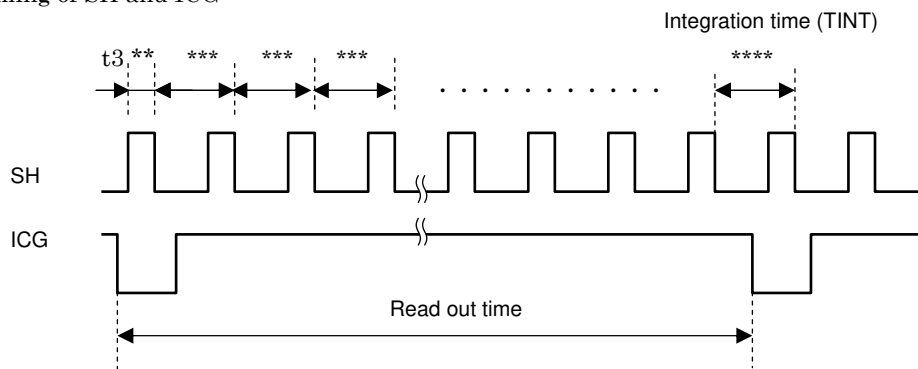 Integration time (TINT)
t3 ** *** *** *** ****
. . . . . . . . . . .
SH
ICG
Read out time